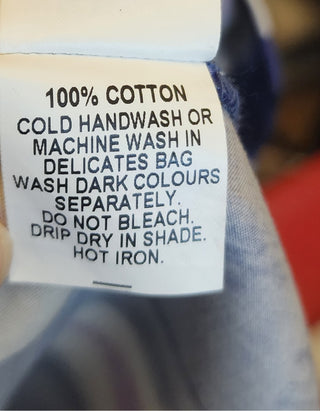 100% COTTON
COLD HANDWASH OR
MACHINE WASH IN
DELICATES BAG
WASH DARK COLOURS
SEPARATELY.
DO NOT BLEACH.
DRIP DRY IN SHADE.
HOT IRON.